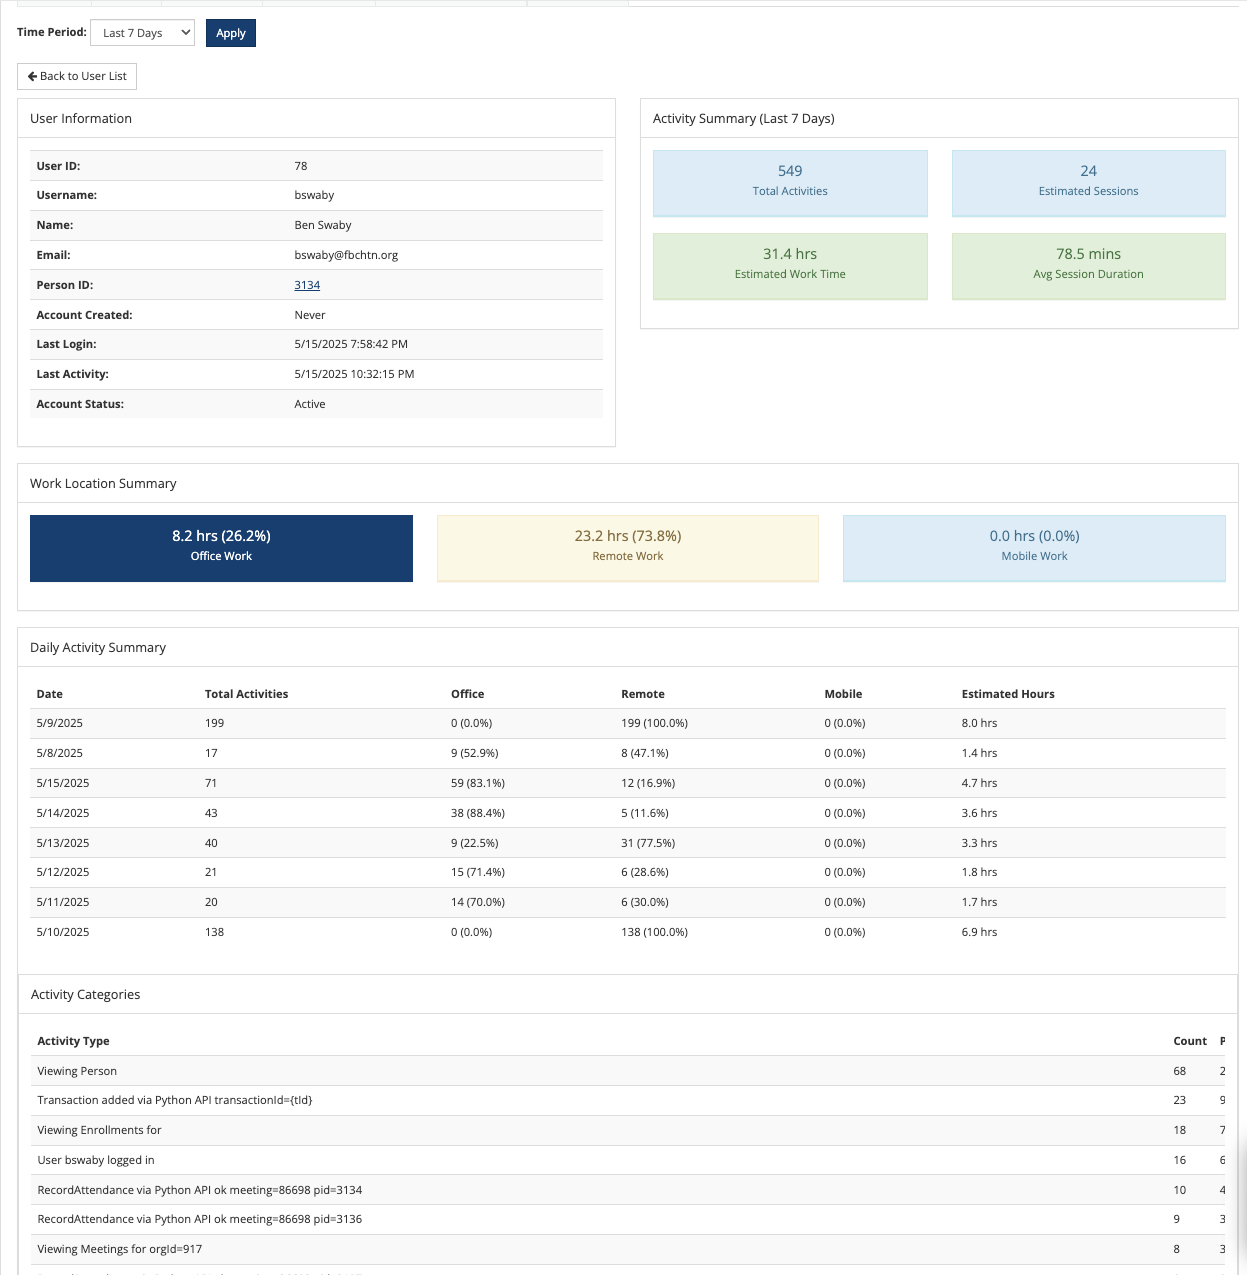 Time Period: Last 7 Days Apply
Back to User List
User Information
User ID: 78
Username: bswaby
Name: Ben Swaby
Email: bswaby@fbchtn.org
Person ID: 3134
Account Created: Never
Last Login: 5/15/2025 7:58:42 PM
Last Activity: 5/15/2025 10:32:15 PM
Account Status: Active
Activity Summary (Last 7 Days)
549
Total Activities
24
Estimated Sessions
31.4 hrs
Estimated Work Time
78.5 mins
Avg Session Duration
Work Location Summary
8.2 hrs (26.2%)
Office Work
23.2 hrs (73.8%)
Remote Work
0.0 hrs (0.0%)
Mobile Work
Daily Activity Summary
Date Total Activities Office Remote Mobile Estimated Hours
5/9/2025 199 0 (0.0%) 199 (100.0%) 0 (0.0%) 8.0 hrs
5/8/2025 17 9 (52.9%) 8 (47.1%) 0 (0.0%) 1.4 hrs
5/15/2025 71 59 (83.1%) 12 (16.9%) 0 (0.0%) 4.7 hrs
5/14/2025 43 38 (88.4%) 5 (11.6%) 0 (0.0%) 3.6 hrs
5/13/2025 40 9 (22.5%) 31 (77.5%) 0 (0.0%) 3.3 hrs
5/12/2025 21 15 (71.4%) 6 (28.6%) 0 (0.0%) 1.8 hrs
5/11/2025 20 14 (70.0%) 6 (30.0%) 0 (0.0%) 1.7 hrs
5/10/2025 138 0 (0.0%) 138 (100.0%) 0 (0.0%) 6.9 hrs
Activity Categories
Activity Type Count P
Viewing Person 68 2
Transaction added via Python API transactionId={tId} 23 9
Viewing Enrollments for 18 7
User bswaby logged in 16 6
RecordAttendance via Python API ok meeting=86698 pid=3134 10 4
RecordAttendance via Python API ok meeting=86698 pid=3136 9 3
Viewing Meetings for orgId=917 8 3